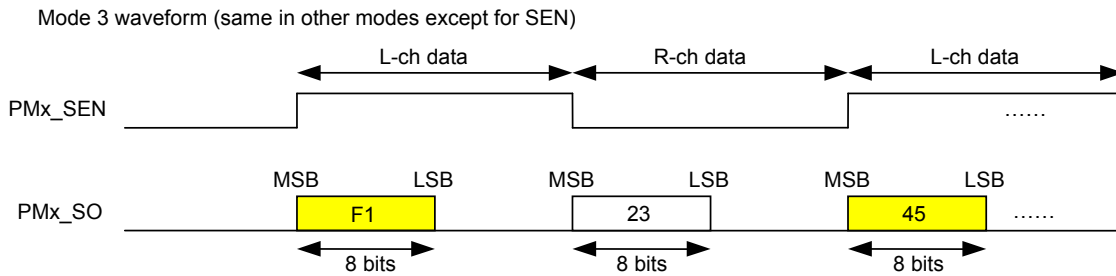 Mode 3 waveform (same in other modes except for SEN)
L-ch data R-ch data L-ch data
PMx_SEN ......
MSB LSB MSB LSB MSB LSB
PMx_SO F1 23 45 ......
8 bits 8 bits 8 bits